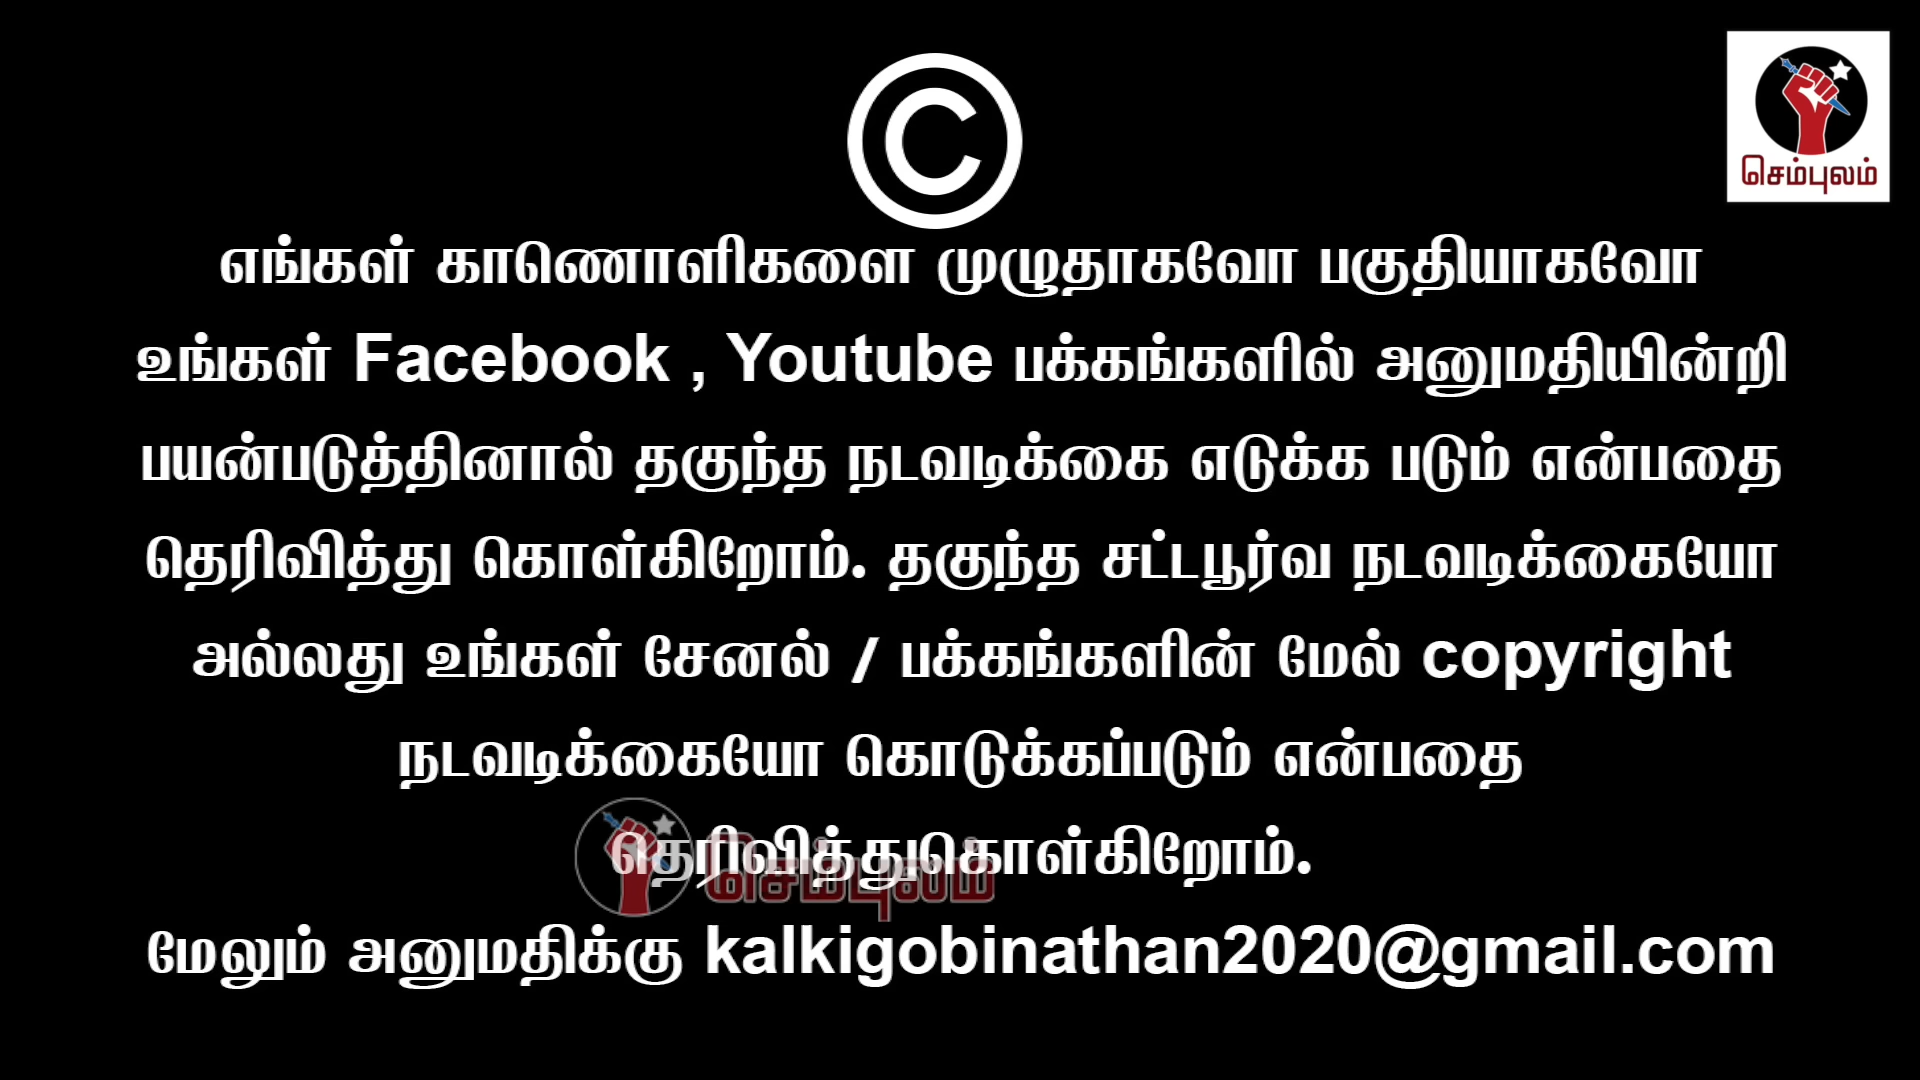 ©
செம்புலம்
எங்கள் காணொளிகளை முழுதாகவோ பகுதியாகவோ
உங்கள் Facebook , Youtube பக்கங்களில் அனுமதியின்றி
பயன்படுத்தினால் தகுந்த நடவடிக்கை எடுக்க படும் என்பதை
தெரிவித்து கொள்கிறோம். தகுந்த சட்டபூர்வ நடவடிக்கையோ
அல்லது உங்கள் சேனல் / பக்கங்களின் மேல் copyright
நடவடிக்கையோ கொடுக்கப்படும் என்பதை
தெரிவித்துகொள்கிறோம்.
செம்புலம்
மேலும் அனுமதிக்கு kalkigobinathan2020@gmail.com